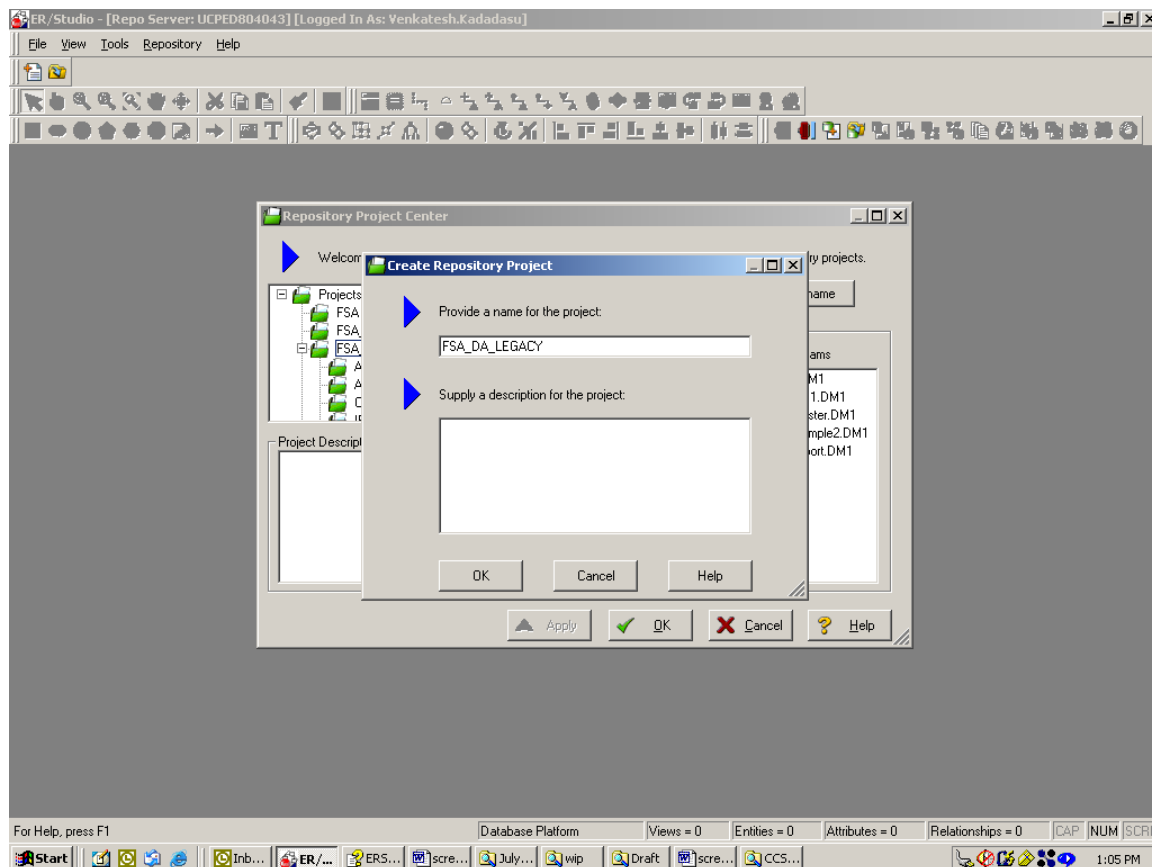 ER/Studio - [Repo Server: UCPED804043] [Logged In As: Venkatesh.Kadadasu]
File View Tools Repository Help
Repository Project Center
Welcom
ry projects.
Create Repository Project
Projects
FSA
FSA_
FSA_
A
A
C
name
ams
M1
1.DM1
ster.DM1
mple2.DM1
ort.DM1
Provide a name for the project:
FSA_DA_LEGACY
Supply a description for the project:
Project Descript
OK Cancel Help
Apply OK Cancel Help
For Help, press F1 Database Platform Views = 0 Entities = 0 Attributes = 0 Relationships = 0 CAP NUM SCRL
Start Inb... ER/... ERS... scre... July... wip Draft scre... CCS... 1:05 PM